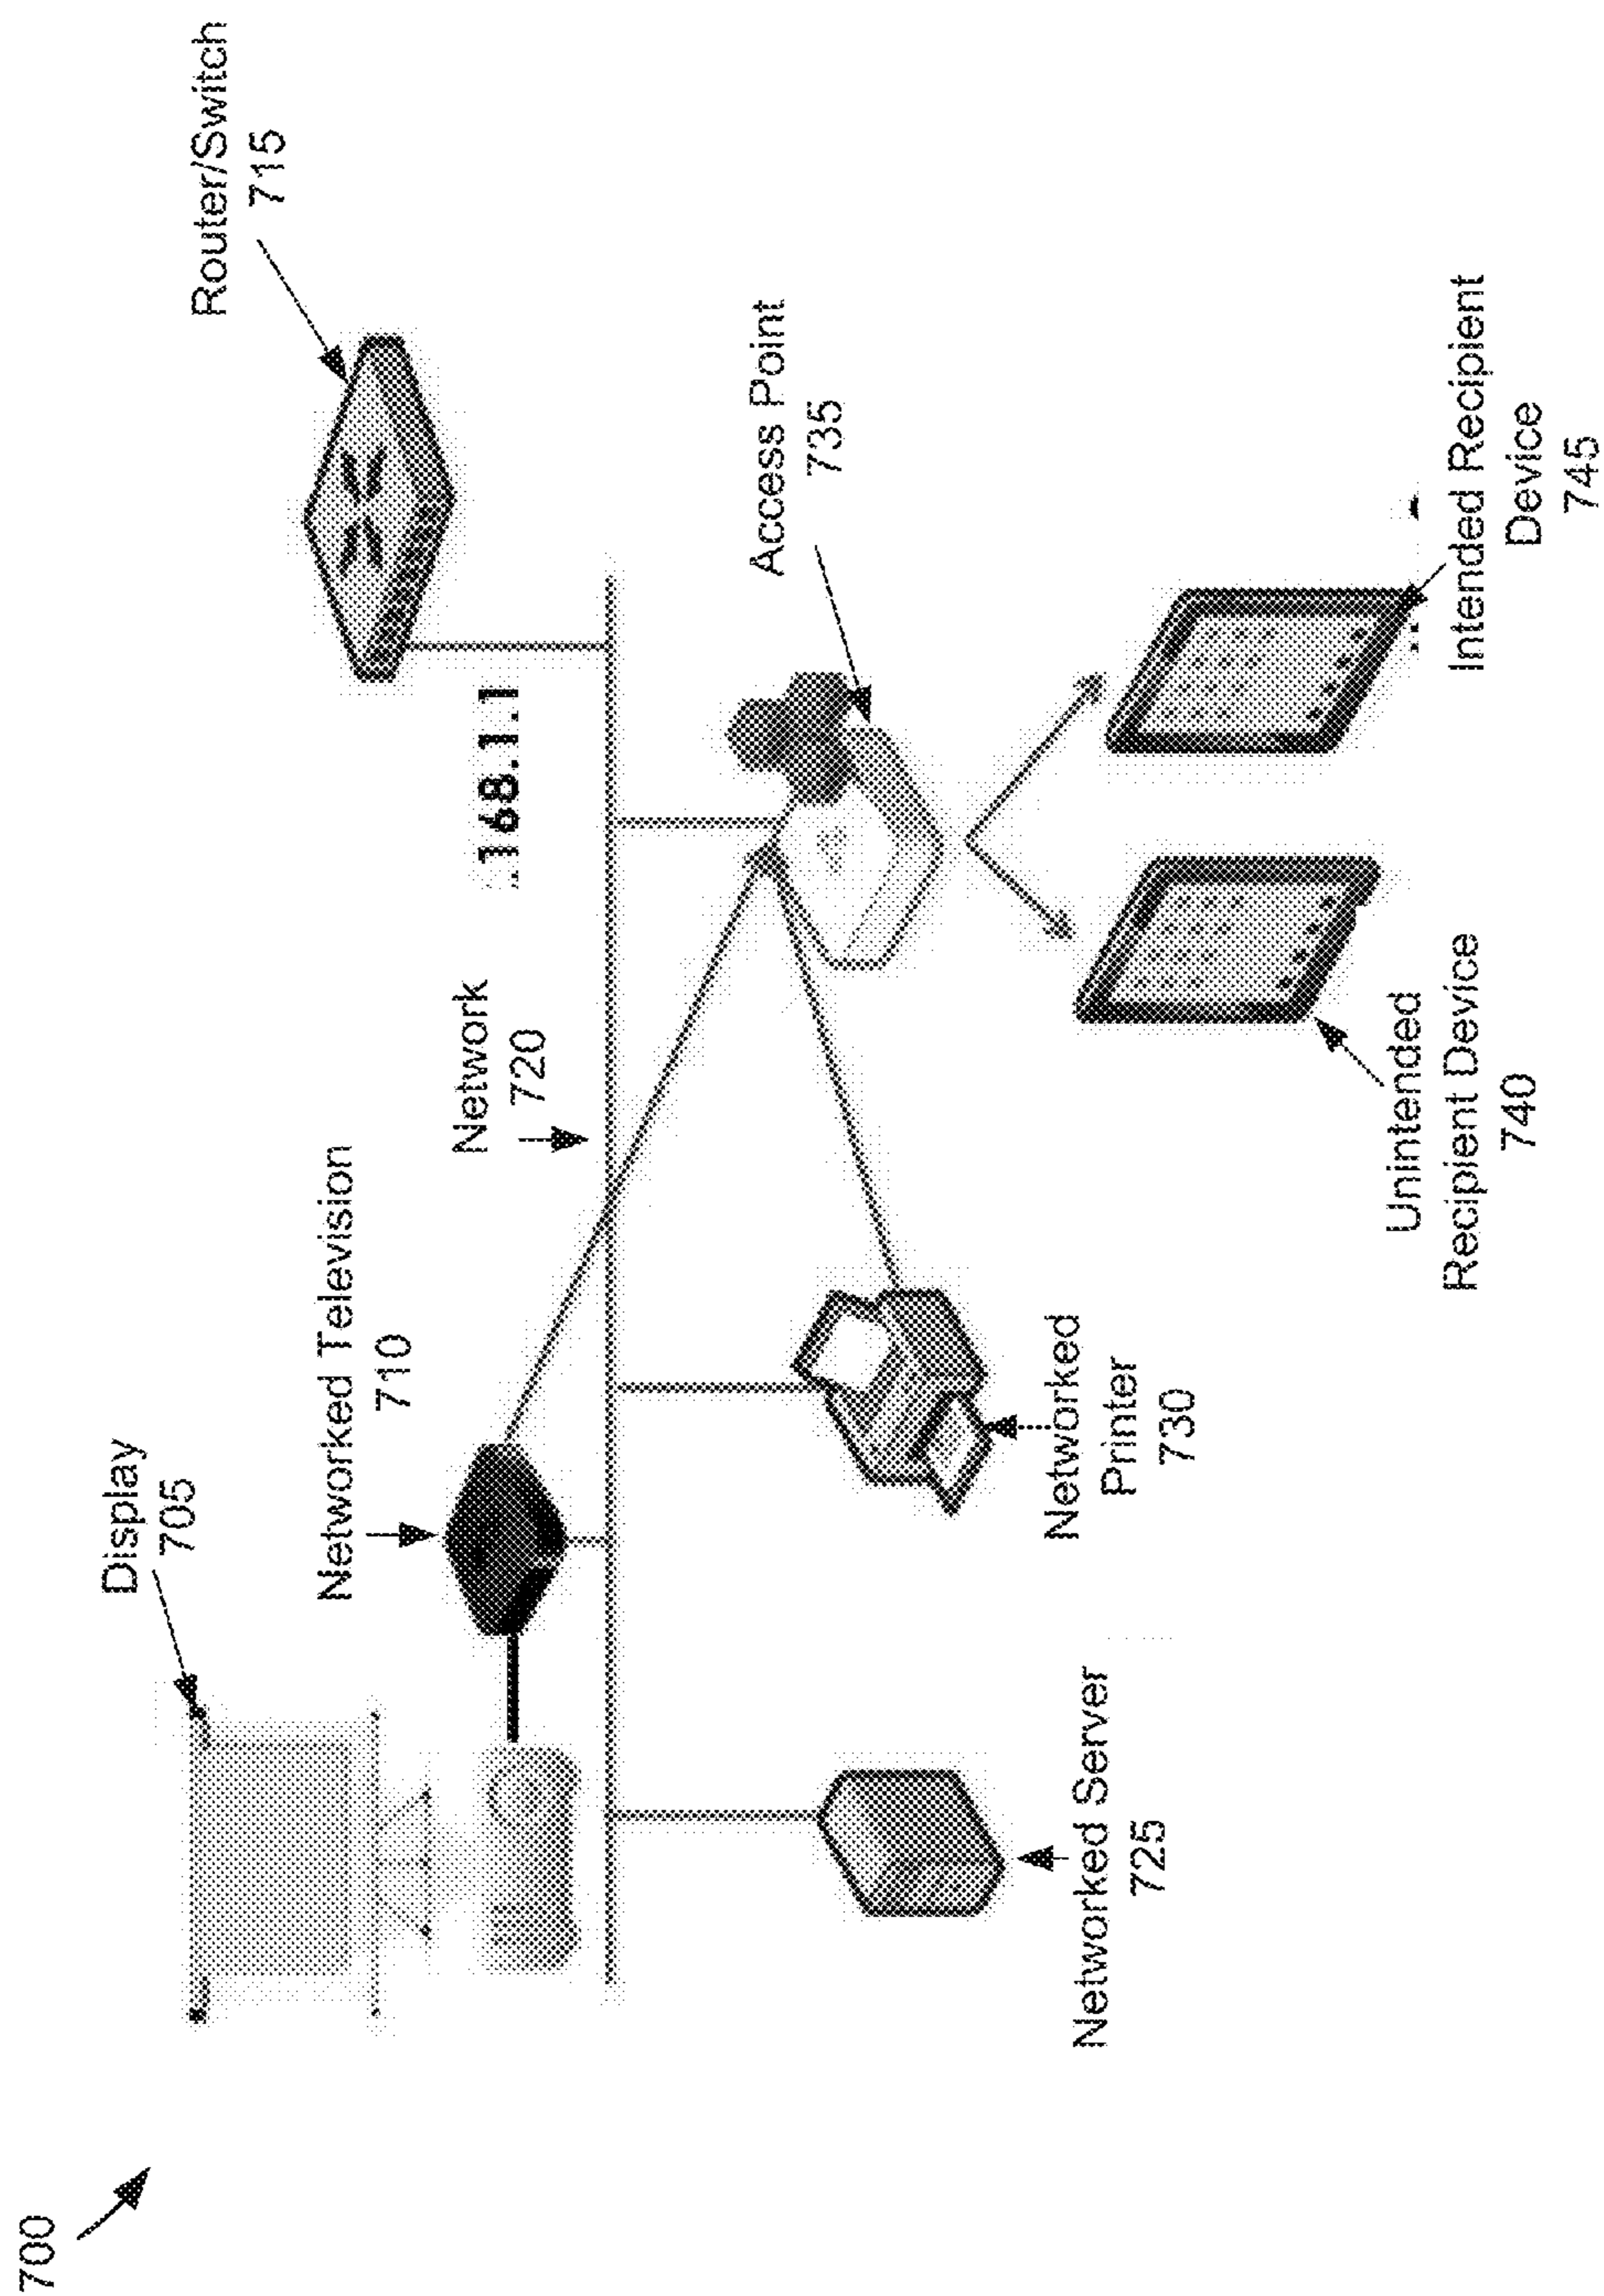 700
Display
705
Networked Television
710
Network
720
.168.1.1
Router/Switch
715
Access Point
735
Networked Server
725
Networked
Printer
730
Unintended
Recipient Device
740
Intended Recipient
Device
745